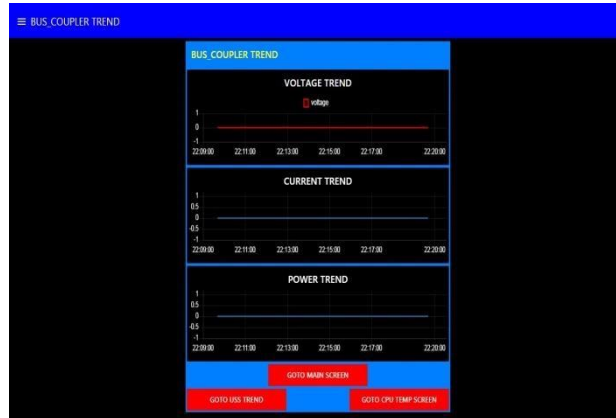 ≡ BUS_COUPLER TREND
BUS_COUPLER TREND
VOLTAGE TREND
voltage
1
0
-1
22:09:00 22:11:00 22:13:00 22:15:00 22:17:00 22:20:00
CURRENT TREND
1
0.5
0
-0.5
-1
22:09:00 22:11:00 22:13:00 22:15:00 22:17:00 22:20:00
POWER TREND
1
0.5
0
-0.5
-1
22:09:00 22:11:00 22:13:00 22:15:00 22:17:00 22:20:00
GOTO MAIN SCREEN
GOTO USS TREND GOTO CPU TEMP SCREEN